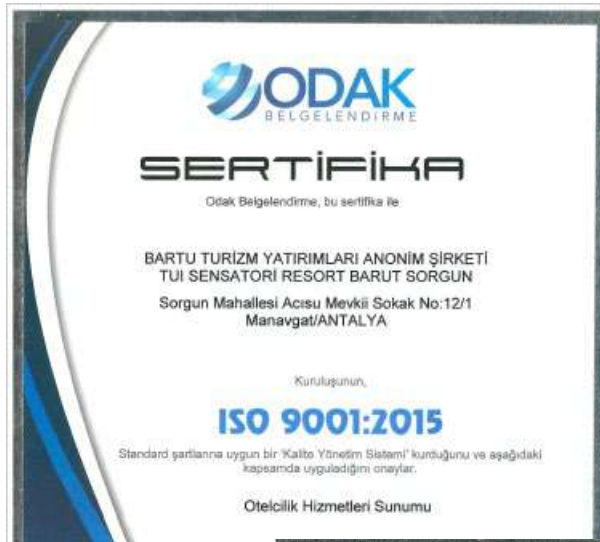 ODAK
BELGELENDİRME
SERTİFİKA
Odak Belgelendirme, bu sertifika ile
BARTU TURİZM YATIRIMLARI ANONİM ŞİRKETİ
TUI SENSATORİ RESORT BARUT SORGUN
Sorgun Mahallesi Acısu Mevkii Sokak No:12/1
Manavgat/ANTALYA
Kuruluşunun,
ISO 9001:2015
Standard şartlarına uygun bir 'Kalite Yönetim Sistemi' kurduğunu ve aşağıdaki
kapsamda uyguladığını onaylar.
Otelcilik Hizmetleri Sunumu